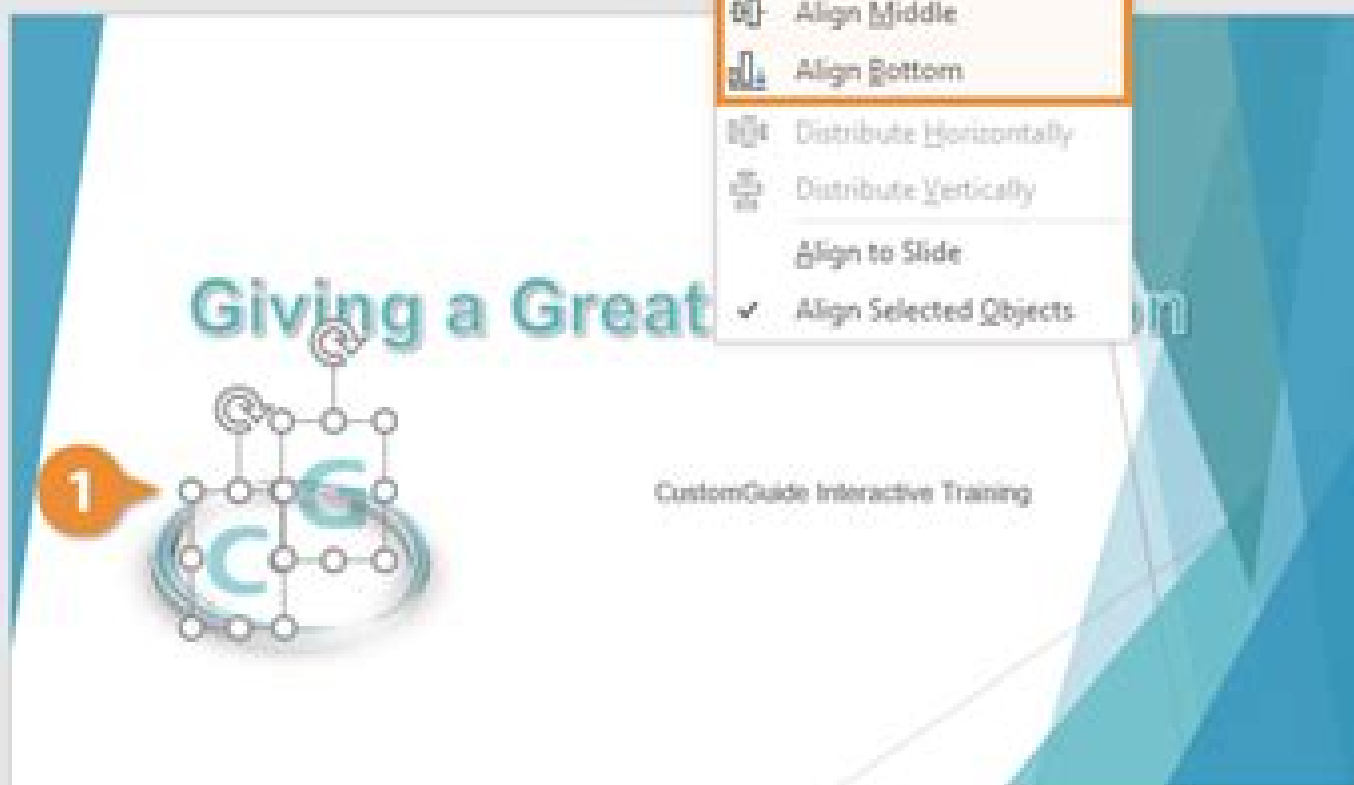 Align Middle
Align Bottom
Distribute Horizontally
Distribute Vertically
Align to Slide
Align Selected Objects
Giving a Great
on
1
G
C
CustomGuide Interactive Training